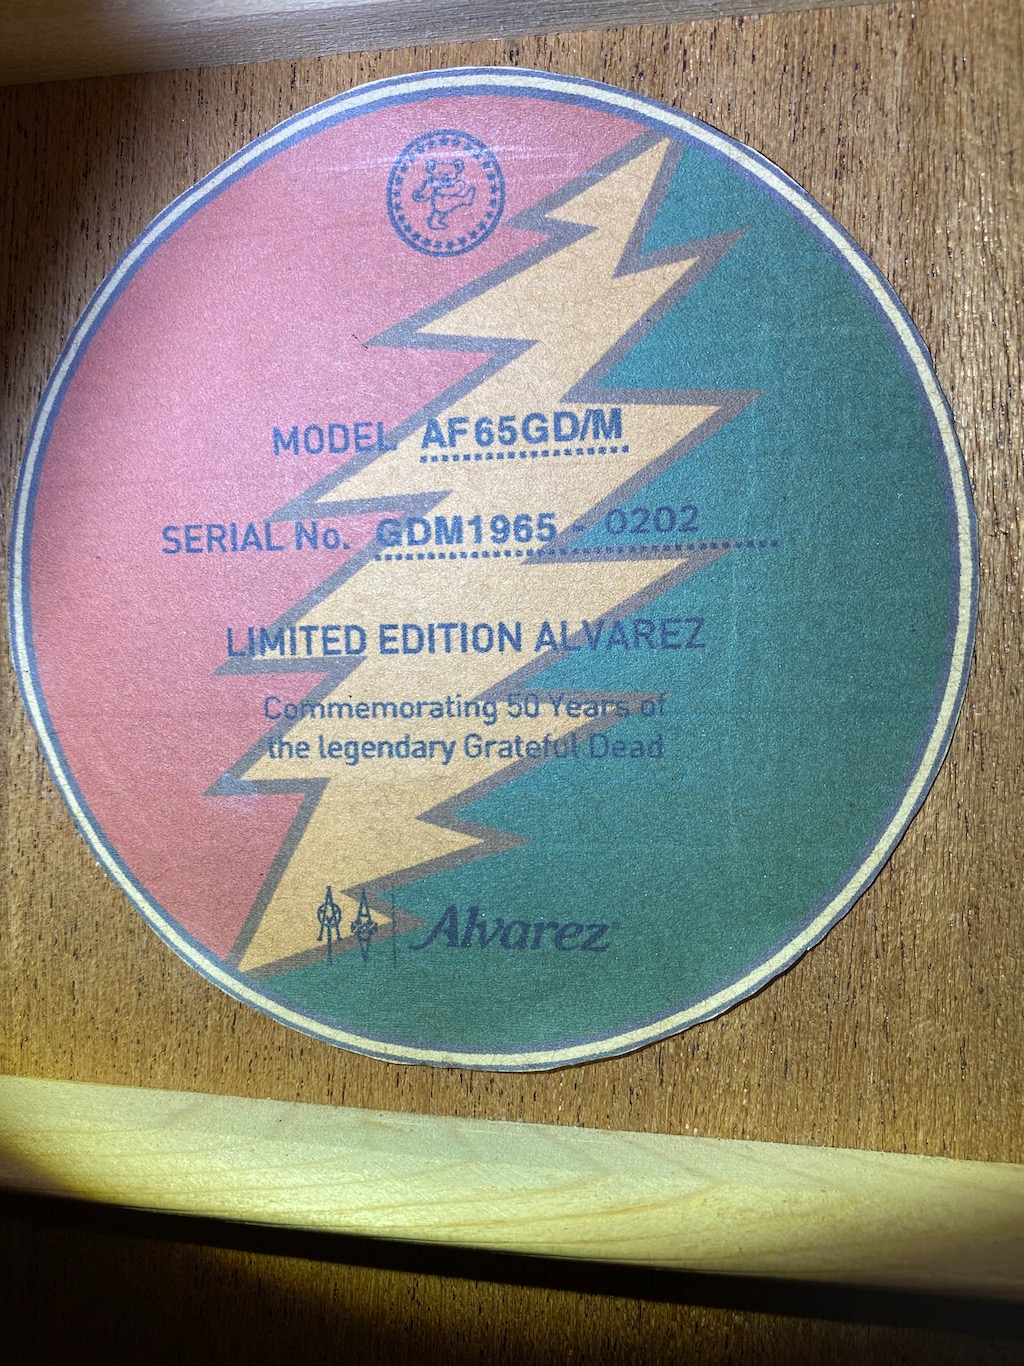 MODEL. AF65GD/M
SERIAL No. GDM1965 - 0202
LIMITED EDITION ALVAREZ
Commemorating 50 Years of
the legendary Grateful Dead
Alvarez